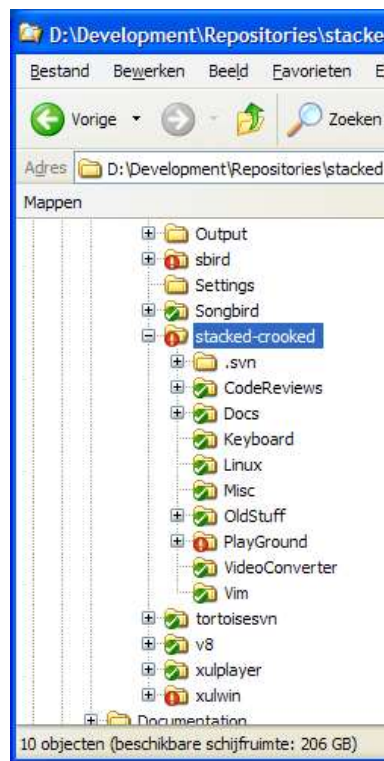 D:\Development\Repositories\stacke
Bestand Bewerken Beeld Favorieten E
Vorige Zoeken
Adres D:\Development\Repositories\stacked
Mappen
Output
sbird
Settings
Songbird
stacked-crooked
.svn
CodeReviews
Docs
Keyboard
Linux
Misc
OldStuff
PlayGround
VideoConverter
Vim
tortoisesvn
v8
xulplayer
xulwin
Documentation
10 objecten (beschikbare schijfruimte: 206 GB)